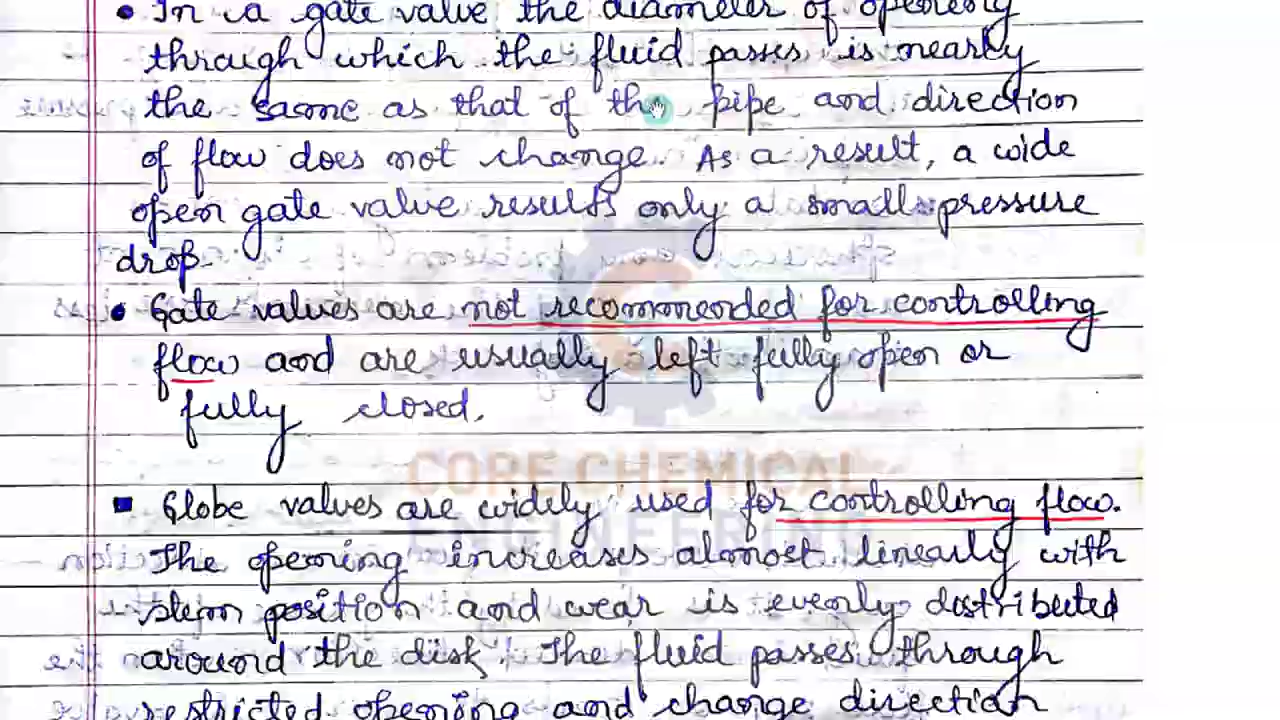 • In a gate valve the diameter of opening
through which the fluid passes is nearly
the same as that of the pipe and direction
of flow does not change. As a result, a wide
open gate valve results only a small pressure
drop.
• Gate valves are not recommended for controlling
flow and are usually left fully open or
fully closed.
CORE CHEMICAL
▪ Globe valves are widely used for controlling flow.
ENGINEERING
The opening increases almost linearly with
stem position and wear is evenly distributed
around the disk. The fluid passes through
restricted opening and change direction